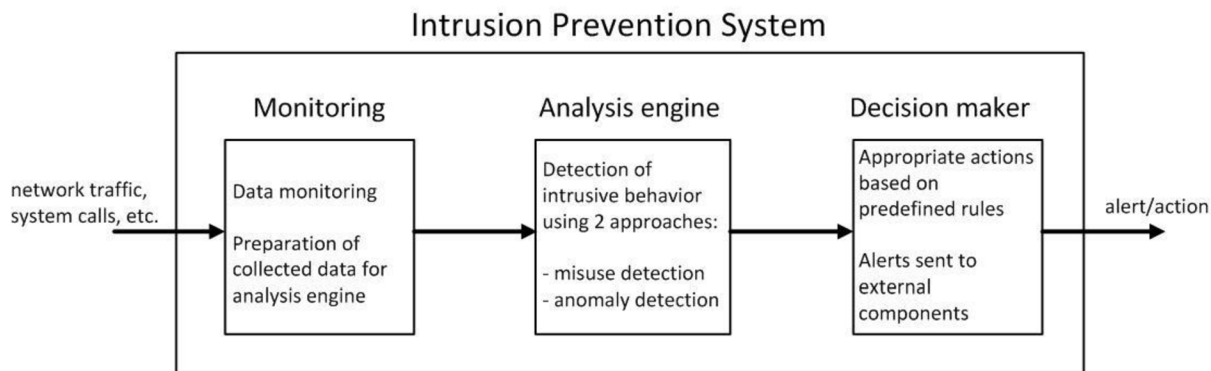 Intrusion Prevention System
Monitoring
Analysis engine
Decision maker
network traffic,
system calls, etc.
Data monitoring
Preparation of
collected data for
analysis engine
Detection of
intrusive behavior
using 2 approaches:
- misuse detection
- anomaly detection
Appropriate actions
based on
predefined rules
Alerts sent to
external
components
alert/action